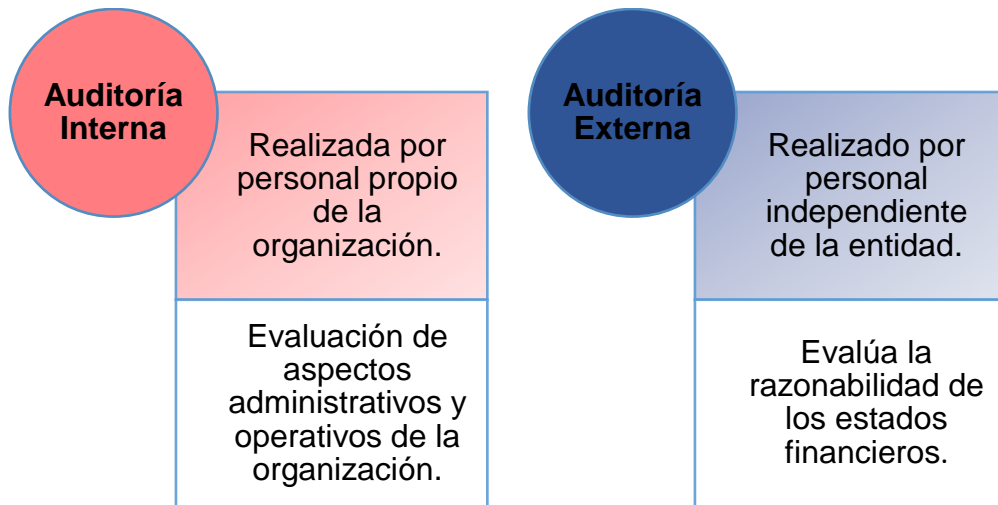 Auditoría
Interna
Realizada por
personal propio
de la
organización.
Evaluación de
aspectos
administrativos y
operativos de la
organización.
Auditoría
Externa
Realizado por
personal
independiente
de la entidad.
Evalúa la
razonabilidad de
los estados
financieros.